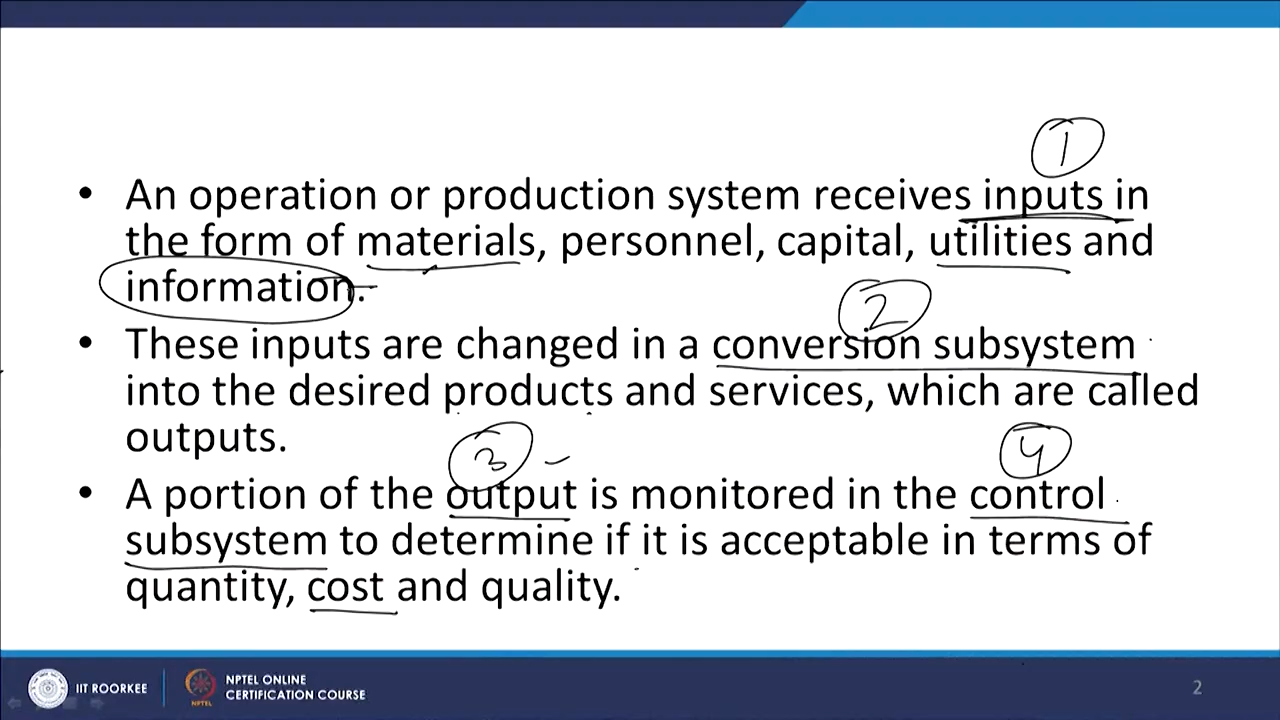 1
• An operation or production system receives inputs in
the form of materials, personnel, capital, utilities and
information.
2
• These inputs are changed in a conversion subsystem
into the desired products and services, which are called
outputs.
3 4
• A portion of the output is monitored in the control
subsystem to determine if it is acceptable in terms of
quantity, cost and quality.
IIT ROORKEE
NPTEL ONLINE
CERTIFICATION COURSE
NPTEL
2